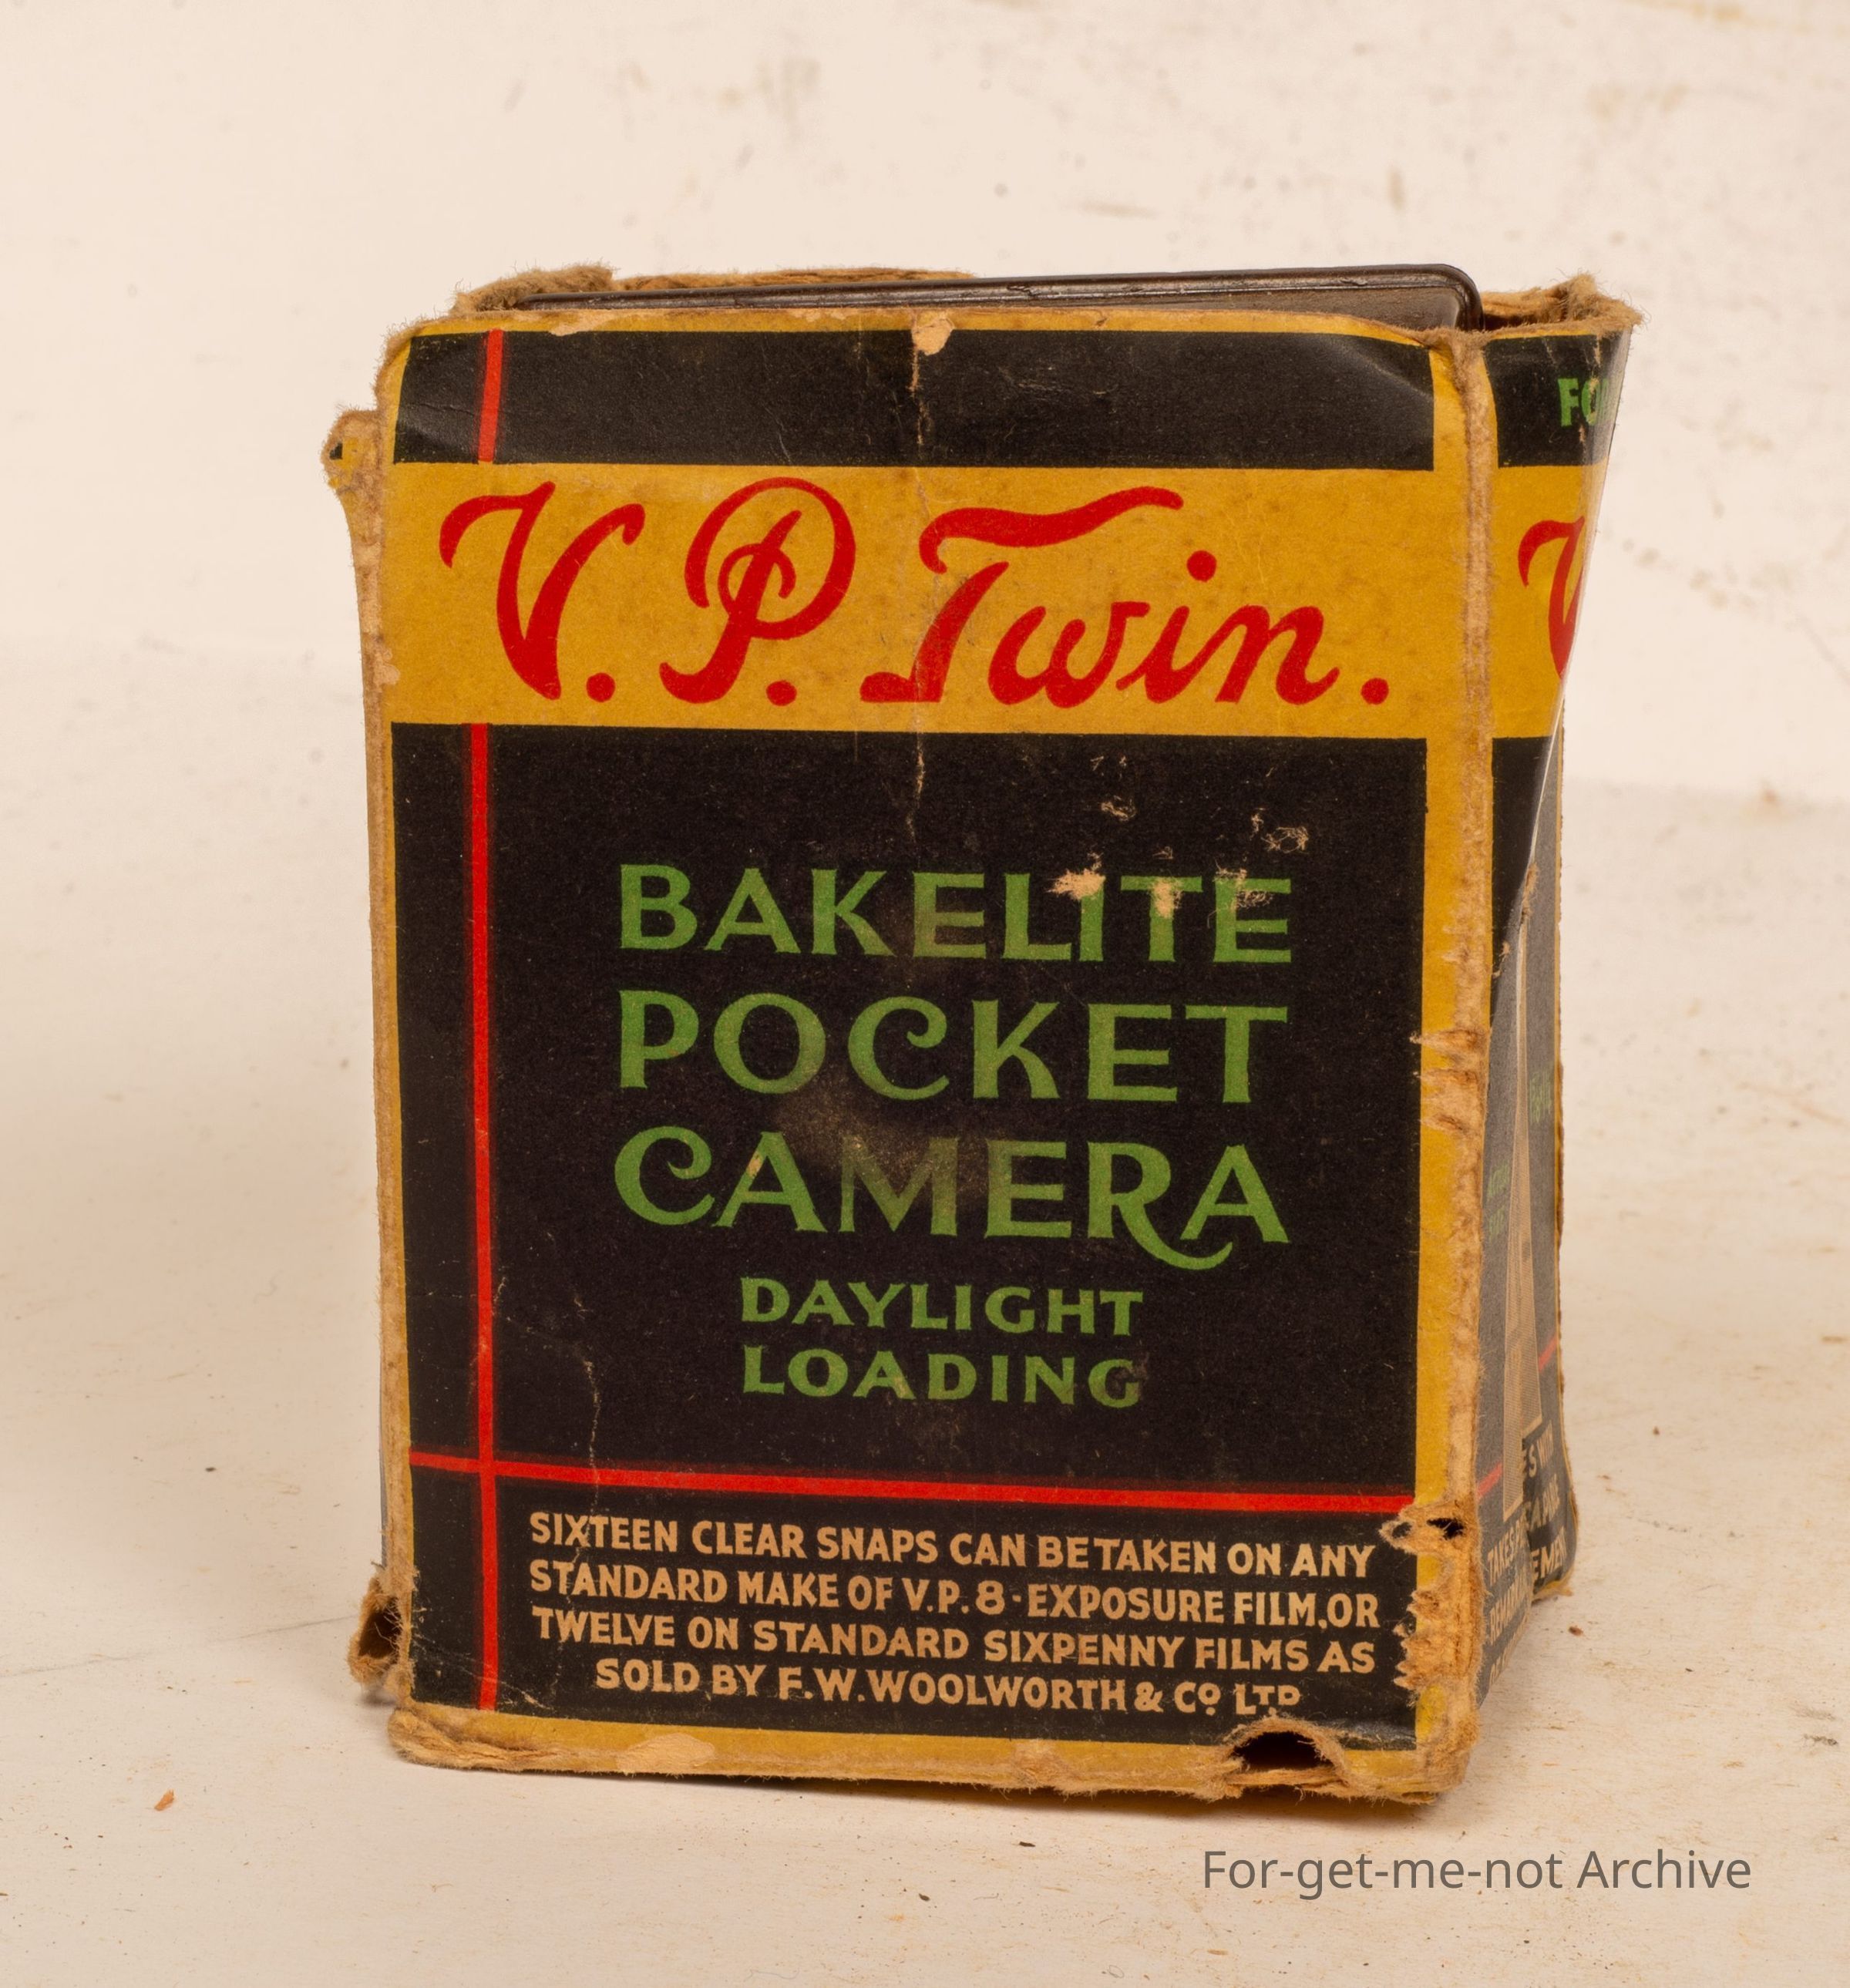 V. P. Twin.
BAKELITE
POCKET
CAMERA
DAYLIGHT
LOADING
SIXTEEN CLEAR SNAPS CAN BE TAKEN ON ANY
STANDARD MAKE OF V.P. 8-EXPOSURE FILM, OR
TWELVE ON STANDARD SIXPENNY FILMS AS
SOLD BY F.W. WOOLWORTH & Cº LTD
For-get-me-not Archive